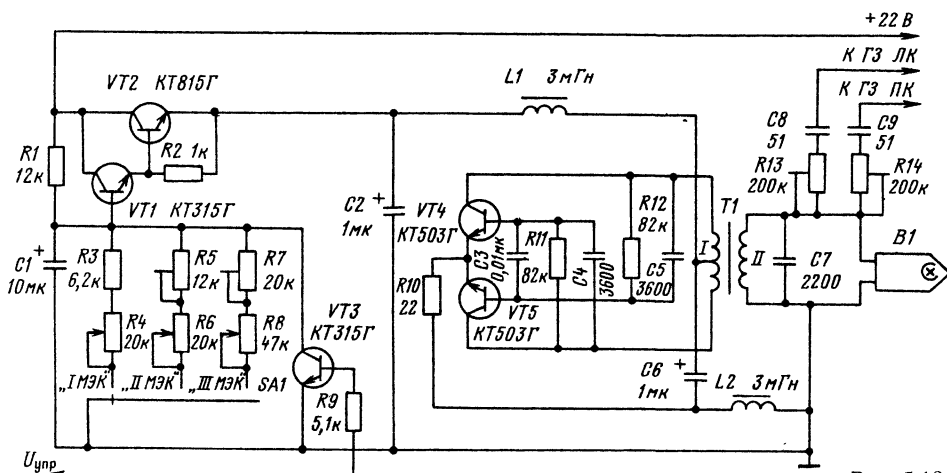 +22 В
К ГЗ ЛК
К ГЗ ПК
VT2 КТ815Г
L1 3мГн
C8
51
C9
51
R1
12к
R2 1к
R13
200к
R14
200к
VT1 КТ315Г
C2
1мк
VT4
КТ503Г
R12
82к
T1
B1
C1
10мк
R3
6,2к
R5
12к
R7
20к
R10
22
C3
0,01мк
R11
82к
C4
3600
C5
3600
I
II
C7
2200
R4
20к
R6
20к
R8
47к
VT3
КТ315Г
VT5
КТ503Г
„I МЭК"
„II МЭК"
„III МЭК"
SA1
R9
5,1к
C6
1мк
L2 3мГн
Uупр